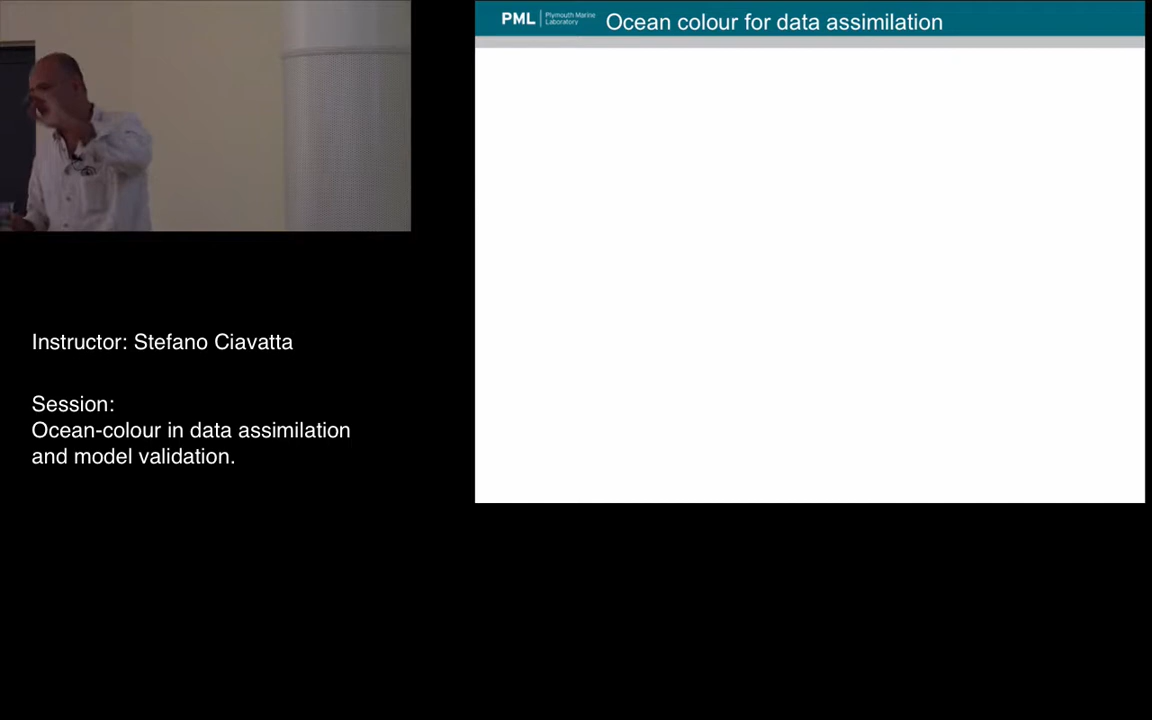 PML | Plymouth Marine
Laboratory
Ocean colour for data assimilation
Instructor: Stefano Ciavatta
Session:
Ocean-colour in data assimilation
and model validation.